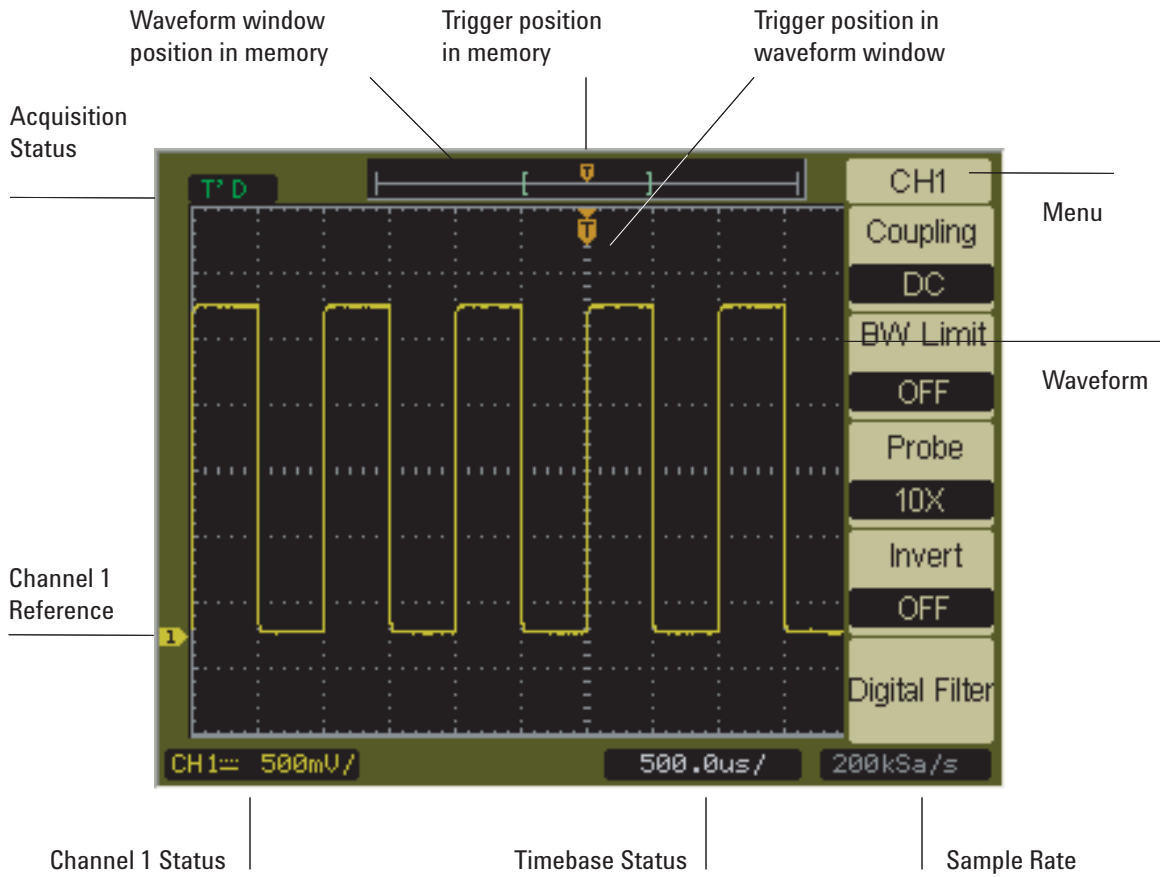 Waveform window
position in memory
Trigger position
in memory
Trigger position in
waveform window
Acquisition
Status
T
T' D
CH1
T
Menu
Coupling
DC
BW Limit
Waveform
OFF
Probe
10X
Invert
Channel 1
Reference
OFF
1
Digital Filter
CH1 500mV/
500.0us/
200kSa/s
Channel 1 Status
Timebase Status
Sample Rate